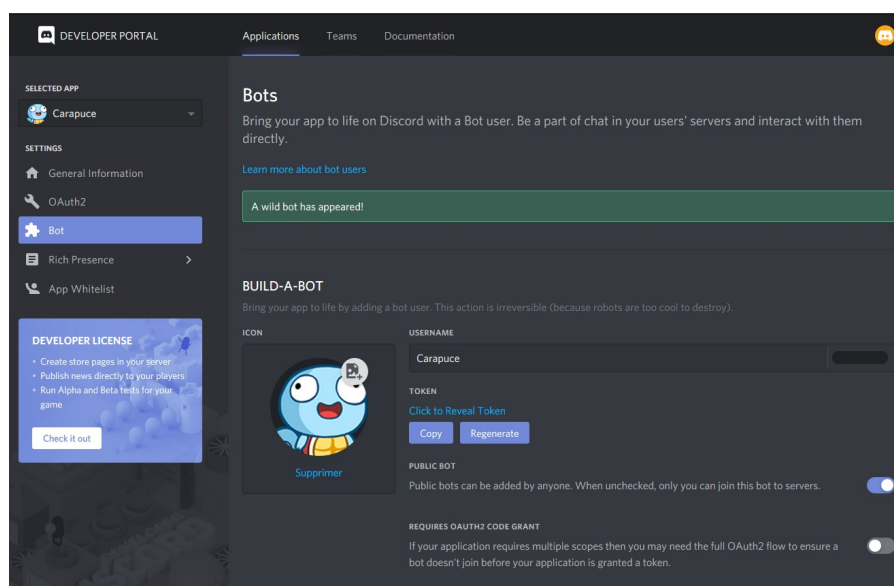 DEVELOPER PORTAL
Applications Teams Documentation
SELECTED APP
Carapuce
SETTINGS
General Information
OAuth2
Bot
Rich Presence
App Whitelist
DEVELOPER LICENSE
• Create store pages in your server
• Publish news directly to your players
• Run Alpha and Beta tests for your
game
Check it out
Bots
Bring your app to life on Discord with a Bot user. Be a part of chat in your users' servers and interact with them
directly.
Learn more about bot users
A wild bot has appeared!
BUILD-A-BOT
Bring your app to life by adding a bot user. This action is irreversible (because robots are too cool to destroy).
ICON
Supprimer
USERNAME
Carapuce
TOKEN
Click to Reveal Token
Copy Regenerate
PUBLIC BOT
Public bots can be added by anyone. When unchecked, only you can join this bot to servers.
REQUIRES OAUTH2 CODE GRANT
If your application requires multiple scopes then you may need the full OAuth2 flow to ensure a
bot doesn't join before your application is granted a token.